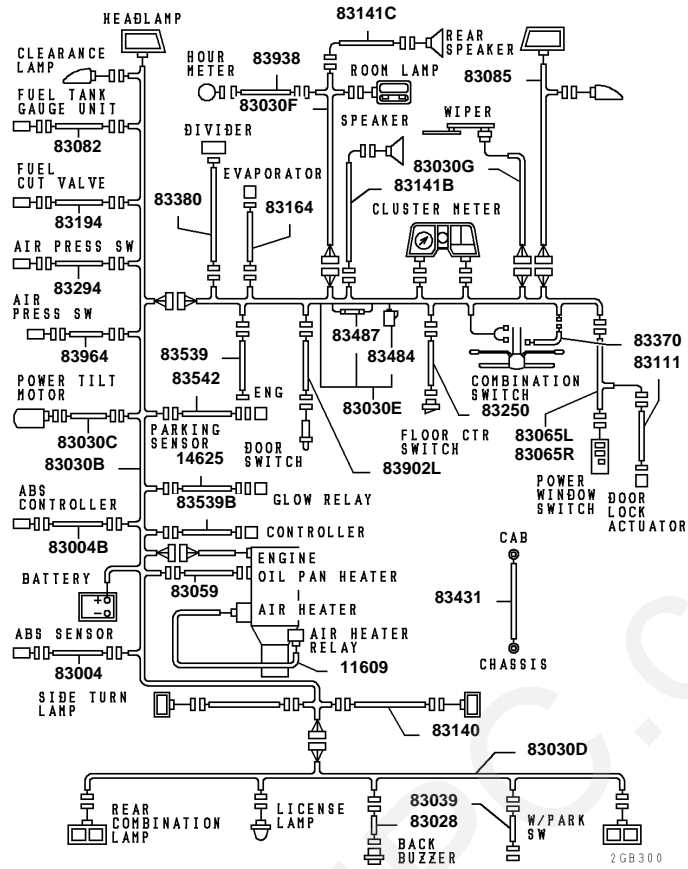 HEADLAMP
83141C
CLEARANCE
LAMP
HOUR
METER
83938
REAR
SPEAKER
83085
FUEL TANK
GAUGE UNIT
83030F
ROOM LAMP
83082
DIVIDER
SPEAKER
WIPER
FUEL
CUT VALVE
EVAPORATOR
83030G
83141B
83194
83380
83164
CLUSTER METER
AIR PRESS SW
83294
AIR
PRESS SW
83964
83539
83542
83487
83484
83370
83111
POWER TILT
MOTOR
ENG
COMBINATION
SWITCH
83250
83030C
83030B
PARKING
SENSOR
14625
83030E
DOOR
SWITCH
83902L
FLOOR CTR
SWITCH
83065L
83065R
POWER
WINDOW
SWITCH
DOOR
LOCK
ACTUATOR
ABS
CONTROLLER
83539B
GLOW RELAY
83004B
CONTROLLER
CAB
BATTERY
ENGINE
OIL PAN HEATER
83059
AIR HEATER
83431
ABS SENSOR
83004
AIR HEATER
RELAY
11609
CHASSIS
SIDE TURN
LAMP
83140
83030D
REAR
COMBINATION
LAMP
LICENSE
LAMP
83039
83028
W/PARK
SW
BACK
BUZZER
2GB300